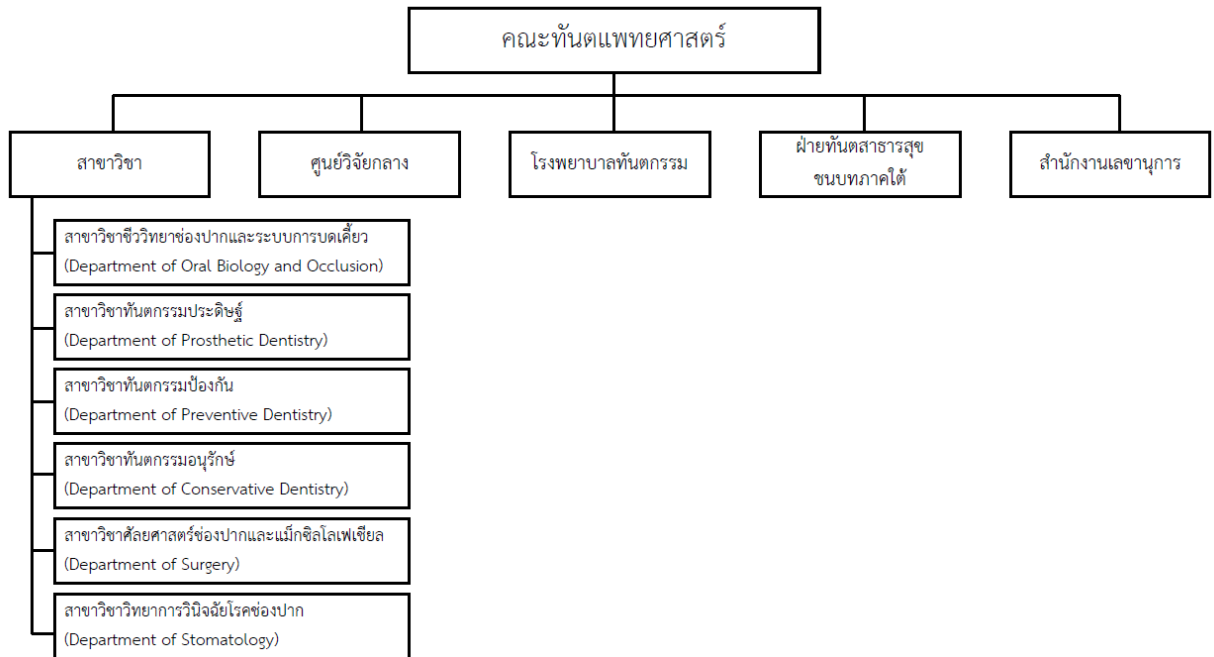 คณะทันตแพทยศาสตร์
สาขาวิชา
ศูนย์วิจัยกลาง
โรงพยาบาลทันตกรรม
ฝ่ายทันตสาธารสุข
ชนบทภาคใต้
สำนักงานเลขานุการ
สาขาวิชาชีววิทยาช่องปากและระบบการบดเคี้ยว
(Department of Oral Biology and Occlusion)
สาขาวิชาทันตกรรมประดิษฐ์
(Department of Prosthetic Dentistry)
สาขาวิชาทันตกรรมป้องกัน
(Department of Preventive Dentistry)
สาขาวิชาทันตกรรมอนุรักษ์
(Department of Conservative Dentistry)
สาขาวิชาศัลยศาสตร์ช่องปากและแม็กซิลโลเฟเชียล
(Department of Surgery)
สาขาวิชาวิทยาการวินิจฉัยโรคช่องปาก
(Department of Stomatology)